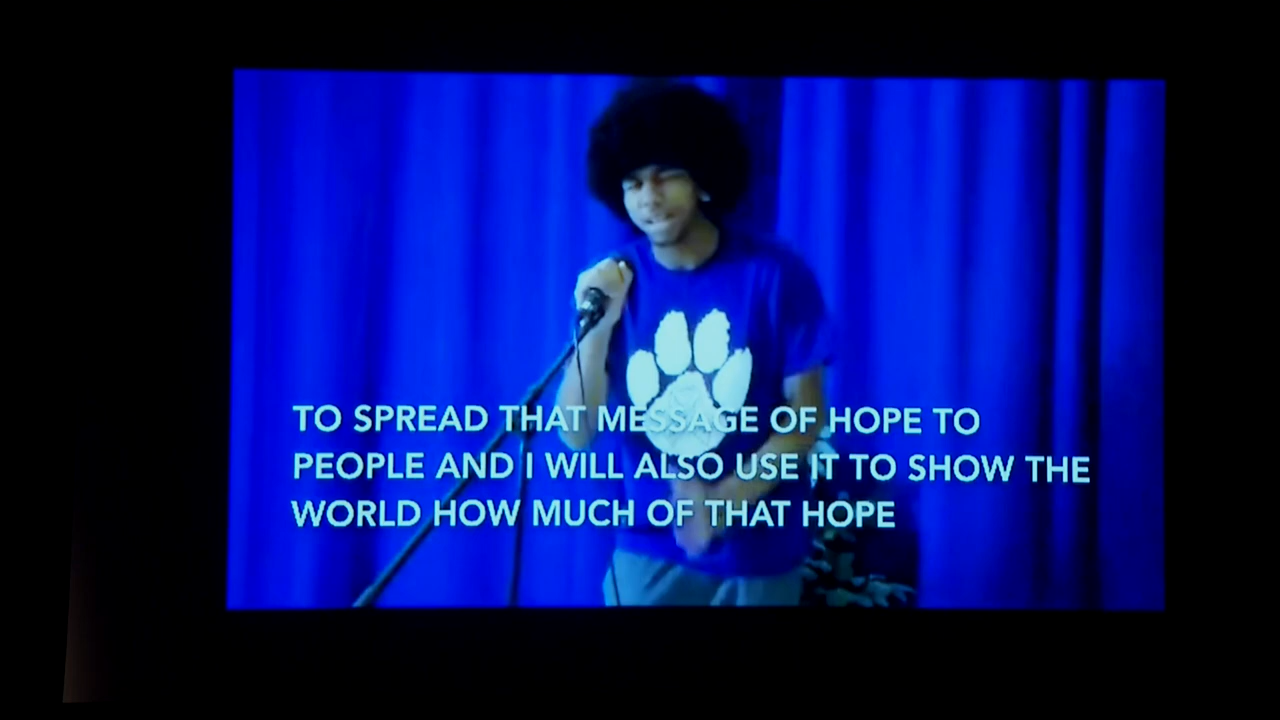 TO SPREAD THAT MESSAGE OF HOPE TO
PEOPLE AND I WILL ALSO USE IT TO SHOW THE
WORLD HOW MUCH OF THAT HOPE